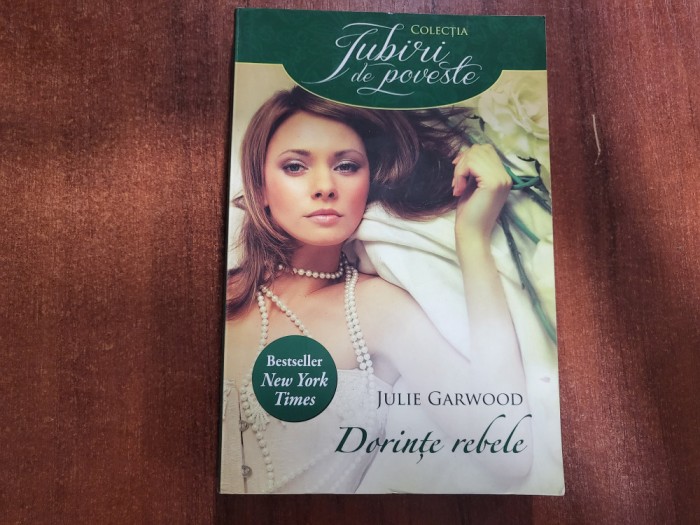 COLECȚIA
Iubiri
de poveste
Bestseller
New York
Times
JULIE GARWOOD
Dorințe rebele